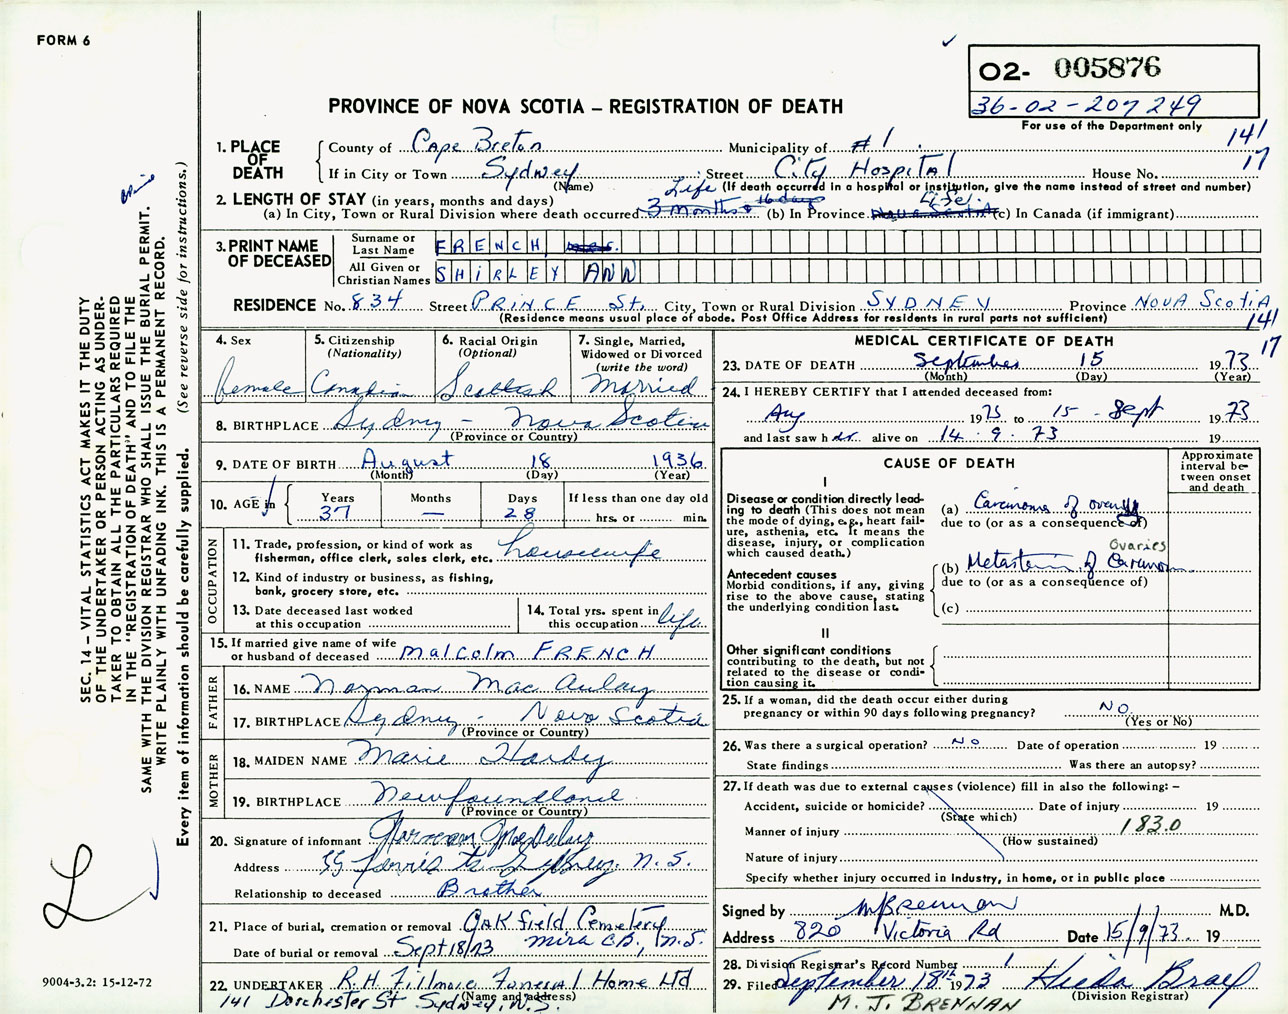 FORM 6
O2- 005876
36-02-207249
For use of the Department only
PROVINCE OF NOVA SCOTIA – REGISTRATION OF DEATH
141
17
1. PLACE OF DEATH
County of Cape Breton Municipality of #1
If in City or Town Sydney (Name) Street City Hospital House No.
(If death occurred in a hospital or institution, give the name instead of street and number)
2. LENGTH OF STAY (in years, months and days)
Life 16 days Life
(a) In City, Town or Rural Division where death occurred 3 months (b) In Province Nova Scotia (c) In Canada (if immigrant)
3. PRINT NAME OF DECEASED
Surname or Last Name FRENCH, MRS.
All Given or Christian Names SHIRLEY ANN
RESIDENCE No. 834 Street PRINCE St. City, Town or Rural Division SYDNEY Province NOVA SCOTIA
(Residence means usual place of abode. Post Office Address for residents in rural parts not sufficient)
141
17
4. Sex
female
5. Citizenship (Nationality)
Canadian
6. Racial Origin (Optional)
Scottish
7. Single, Married, Widowed or Divorced (write the word)
Married
8. BIRTHPLACE Sydney – Nova Scotia
(Province or Country)
9. DATE OF BIRTH August 18 1936
(Month) (Day) (Year)
10. AGE in
Years Months Days If less than one day old
37 — 28 hrs. or min.
OCCUPATION
11. Trade, profession, or kind of work as fisherman, office clerk, sales clerk, etc. housewife
12. Kind of industry or business, as fishing, bank, grocery store, etc.
13. Date deceased last worked at this occupation
14. Total yrs. spent in this occupation life
15. If married give name of wife or husband of deceased Malcolm FRENCH
FATHER
16. NAME Norman MacAulay
17. BIRTHPLACE Sydney - Nova Scotia
(Province or Country)
MOTHER
18. MAIDEN NAME Marie Hardy
19. BIRTHPLACE Newfoundland
(Province or Country)
20. Signature of informant Norman MacAulay
Address Sydney N.S.
Relationship to deceased Brother
21. Place of burial, cremation or removal Oakfield Cemetery
Date of burial or removal Sept 18/73 Mira C.B., N.S.
22. UNDERTAKER R.H. Fillmore Funeral Home Ltd
(Name and address)
141 Dorchester St Sydney, N.S.
MEDICAL CERTIFICATE OF DEATH
23. DATE OF DEATH September 15 1973
(Month) (Day) (Year)
24. I HEREBY CERTIFY that I attended deceased from:
Aug 1973 to 15 - Sept 1973
and last saw her alive on 14 . 9 . 73 19
CAUSE OF DEATH
Approximate interval between onset and death
I
Disease or condition directly leading to death (This does not mean the mode of dying, e.g., heart failure, asthenia, etc. It means the disease, injury, or complication which caused death.)
(a) Carcinoma of ovary
due to (or as a consequence of)
Ovaries
Antecedent causes
Morbid conditions, if any, giving rise to the above cause, stating the underlying condition last.
(b) of Carcinoma
due to (or as a consequence of)
(c)
II
Other significant conditions contributing to the death, but not related to the disease or condition causing it.
25. If a woman, did the death occur either during pregnancy or within 90 days following pregnancy? NO
(Yes or No)
26. Was there a surgical operation? NO Date of operation 19
State findings Was there an autopsy?
27. If death was due to external causes (violence) fill in also the following: –
Accident, suicide or homicide? Date of injury 19
(State which)
Manner of injury 183.0
(How sustained)
Nature of injury
Specify whether injury occurred in industry, in home, or in public place
Signed by M J Brennan M.D.
Address 820 Victoria Rd Date 15/9/73 19
28. Division Registrar's Record Number 1
29. Filed September 18th 1973
(Division Registrar)
M. J. BRENNAN
SEC. 14 – VITAL STATISTICS ACT MAKES IT THE DUTY
OF THE UNDERTAKER OR PERSON ACTING AS UNDER-
TAKER TO OBTAIN ALL THE PARTICULARS REQUIRED
IN THE "REGISTRATION OF DEATH" AND TO FILE THE
SAME WITH THE DIVISION REGISTRAR WHO SHALL ISSUE THE BURIAL PERMIT.
WRITE PLAINLY WITH UNFADING INK. THIS IS A PERMANENT RECORD.
Every item of information should be carefully supplied. (See reverse side for instructions.)
L
9004-3.2: 15-12-72